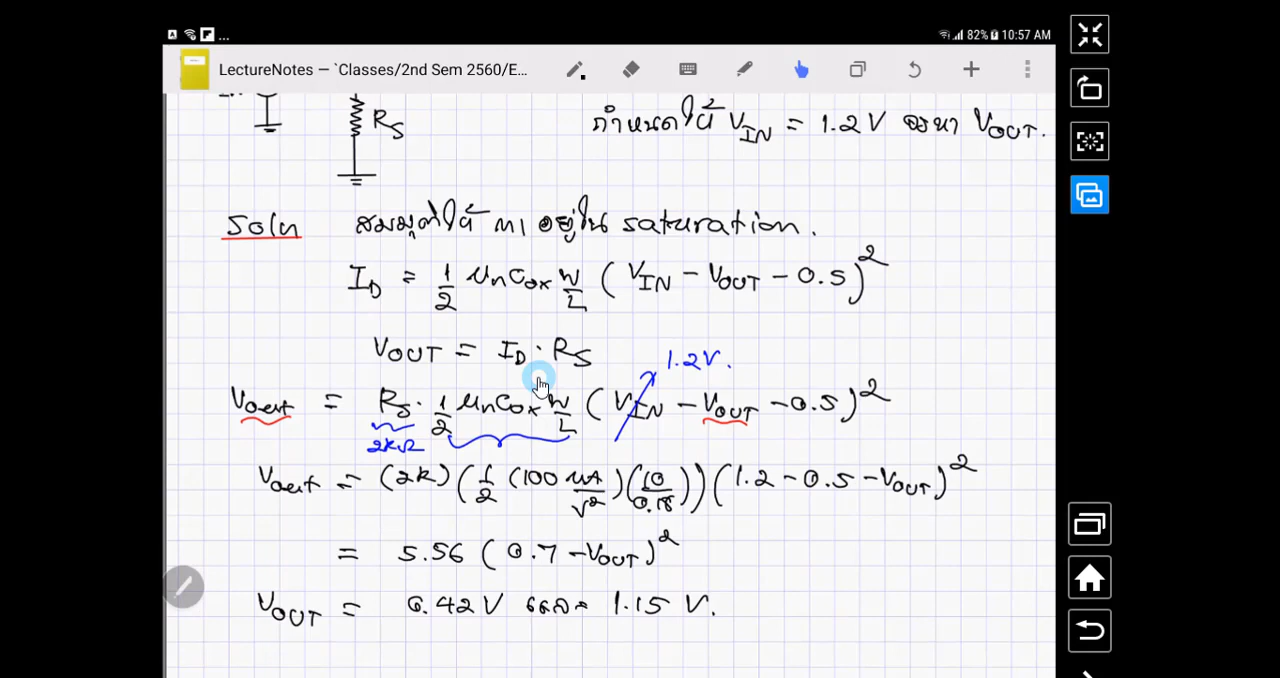 A ... 82% 10:57 AM
LectureNotes — `Classes/2nd Sem 2560/E...
RS กำหนดให้ VIN = 1.2 V จงหา VOUT.
Soln สมมุติให้ M1 อยู่ใน saturation.
ID = 1/2 μnCox W/L (VIN - VOUT - 0.5)²
VOUT = ID · RS 1.2V.
Vout = RS · 1/2 μnCox W/L (VIN - VOUT - 0.5)²
2kΩ
Vout = (2k)(1/2 (100 μA/V²)(10/0.18))(1.2 - 0.5 - VOUT)²
= 5.56 (0.7 - VOUT)²
VOUT = 0.42 V และ 1.15 V.